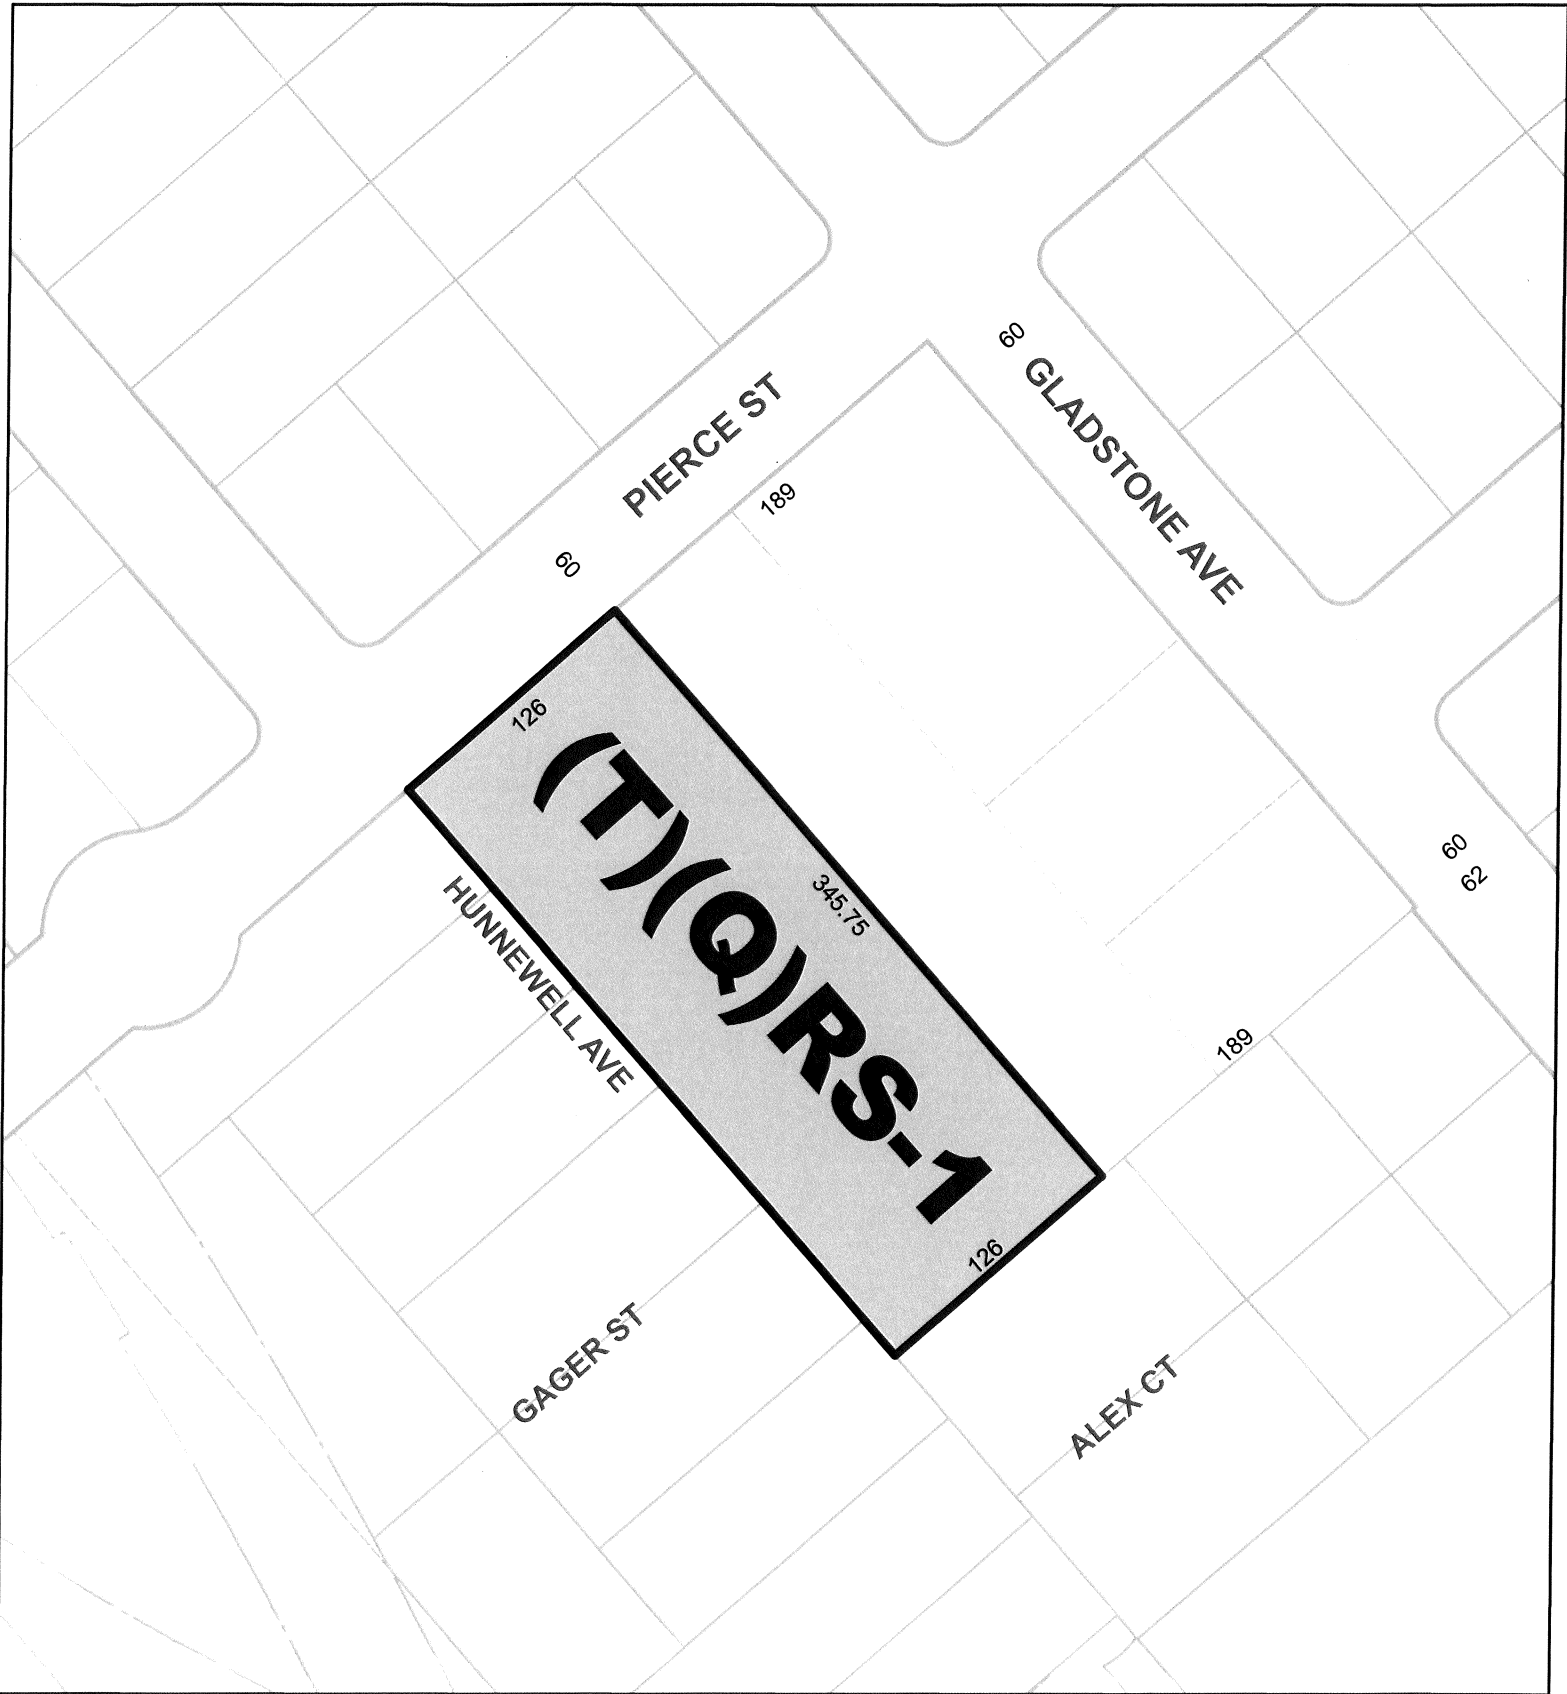 60
GLADSTONE AVE
PIERCE ST
189
60
126
(T)(Q)RS-1
345.75
60
62
HUNNEWELL AVE
189
126
GAGER ST
ALEX CT